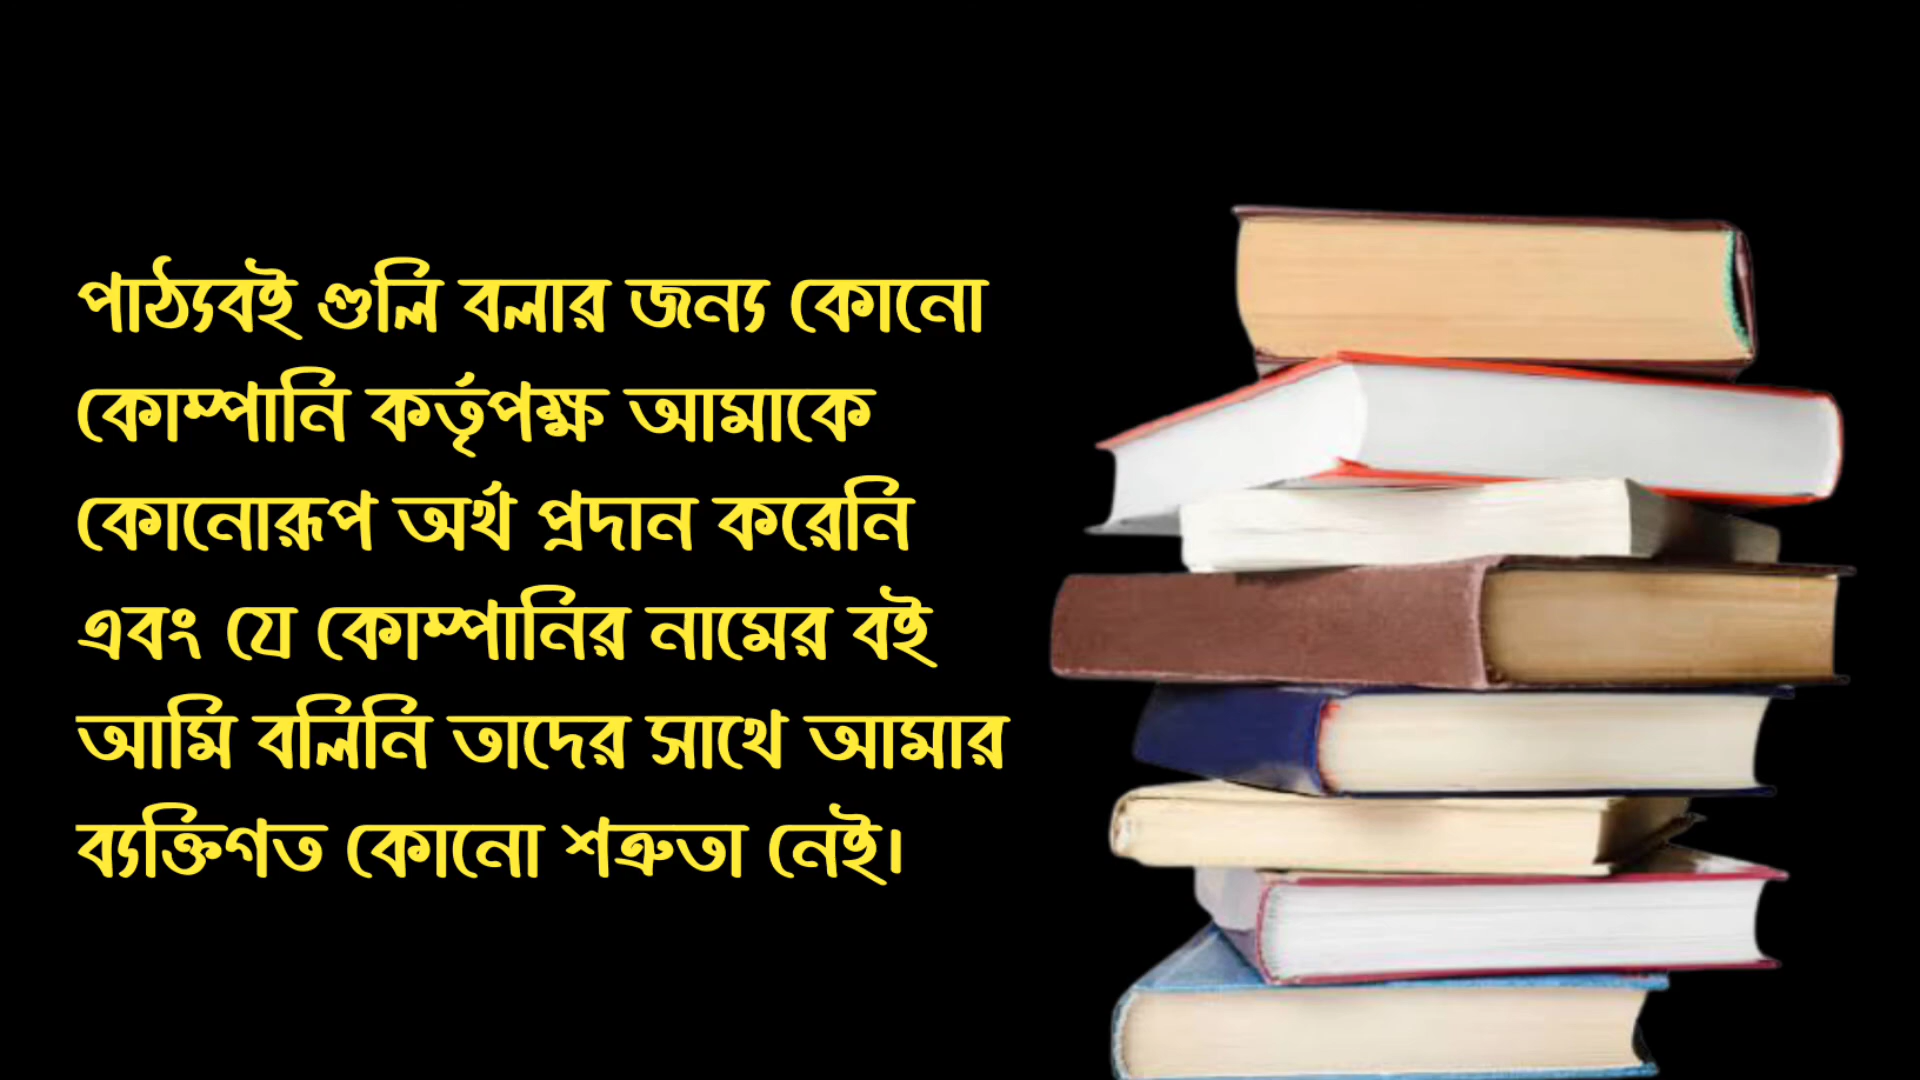 পাঠ্যবই গুলি বলার জন্য কোনো
কোম্পানি কর্তৃপক্ষ আমাকে
কোনোরূপ অর্থ প্রদান করেনি
এবং যে কোম্পানির নামের বই
আমি বলিনি তাদের সাথে আমার
ব্যক্তিগত কোনো শত্রুতা নেই।